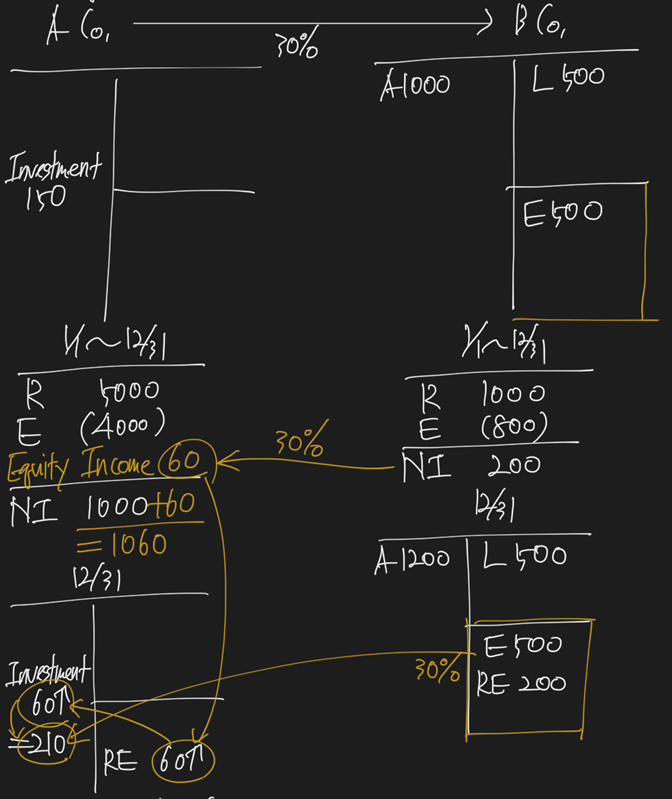 A Co,
30%
B Co,
A 1000
L 500
Investment
150
E 500
1/1 ~ 12/31
R 5000
E (4000)
Equity Income 60
NI 1000+60
= 1060
30%
1/1 ~ 12/31
R 1000
E (800)
NI 200
12/31
Investment
60↑
=210
RE 60↑
12/31
A 1200
L 500
30%
E 500
RE 200